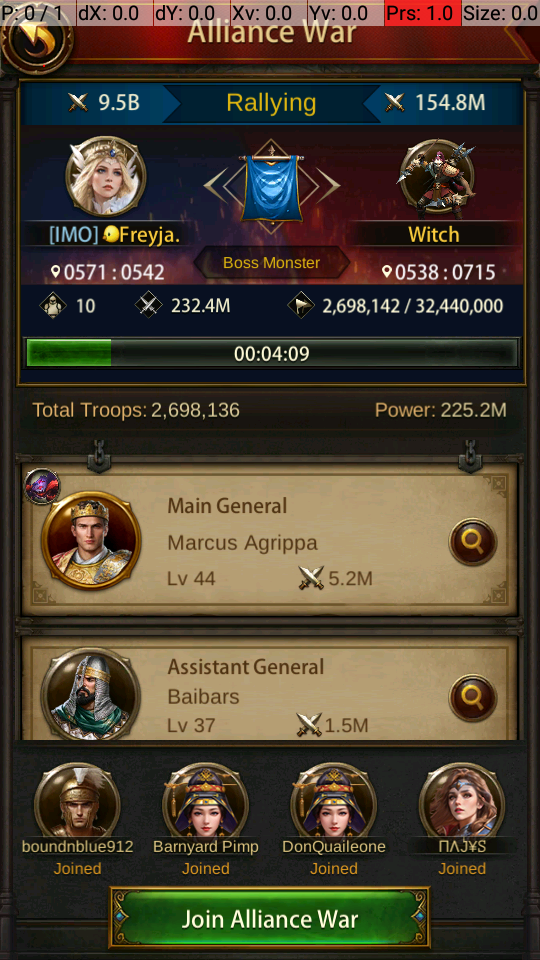 P: 0 / 1 dX: 0.0 dY: 0.0 Xv: 0.0 Yv: 0.0 Prs: 1.0 Size: 0.0
Alliance War
9.5B Rallying 154.8M
[IMO] Freyja. Witch
0571 : 0542 Boss Monster 0538 : 0715
10 232.4M 2,698,142 / 32,440,000
00:04:09
Total Troops: 2,698,136 Power: 225.2M
Main General
Marcus Agrippa
Lv 44 5.2M
Assistant General
Baibars
Lv 37 1.5M
boundnblue912 Barnyard Pimp DonQuaileone ΠΛJ¥Ꮪ
Joined Joined Joined Joined
Join Alliance War